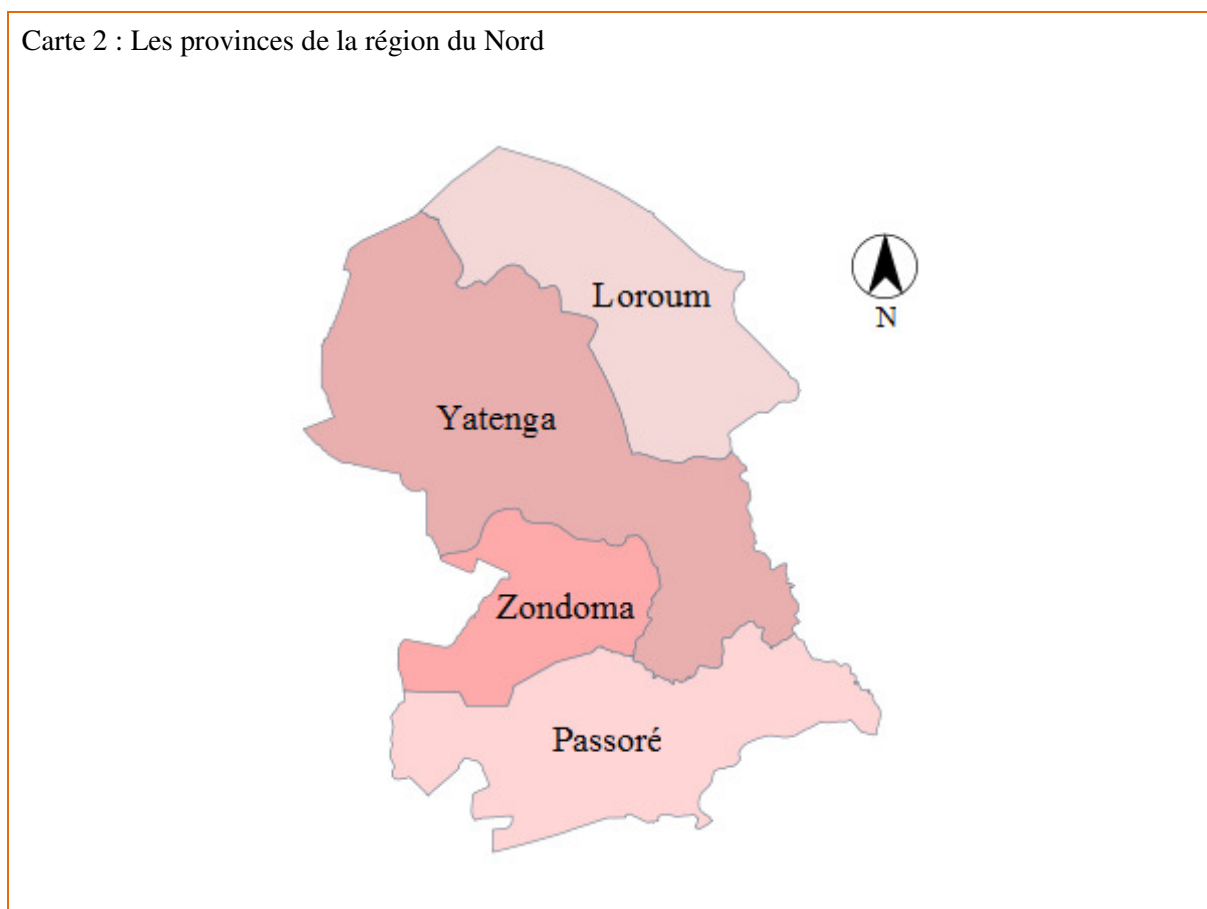 Carte 2 : Les provinces de la région du Nord
Loroum
N
Yatenga
Zondoma
Passoré